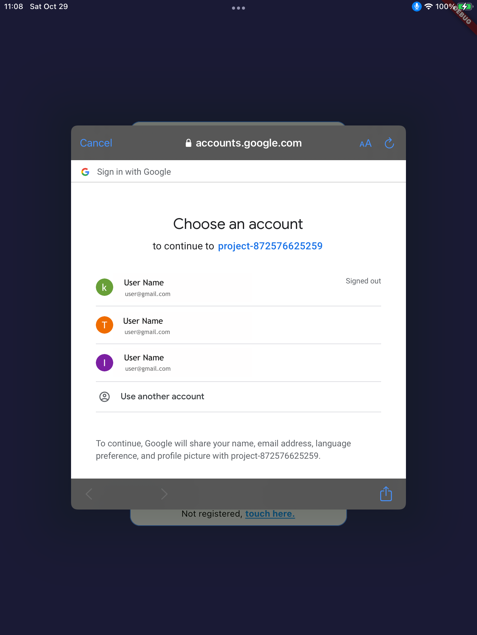 11:08 Sat Oct 29
100%
DEBUG
Cancel
accounts.google.com
AA
Sign in with Google
Choose an account
to continue to project-872576625259
k
User Name
Signed out
user@gmail.com
T
User Name
user@gmail.com
I
User Name
user@gmail.com
Use another account
To continue, Google will share your name, email address, language
preference, and profile picture with project-872576625259.
Not registered, touch here.